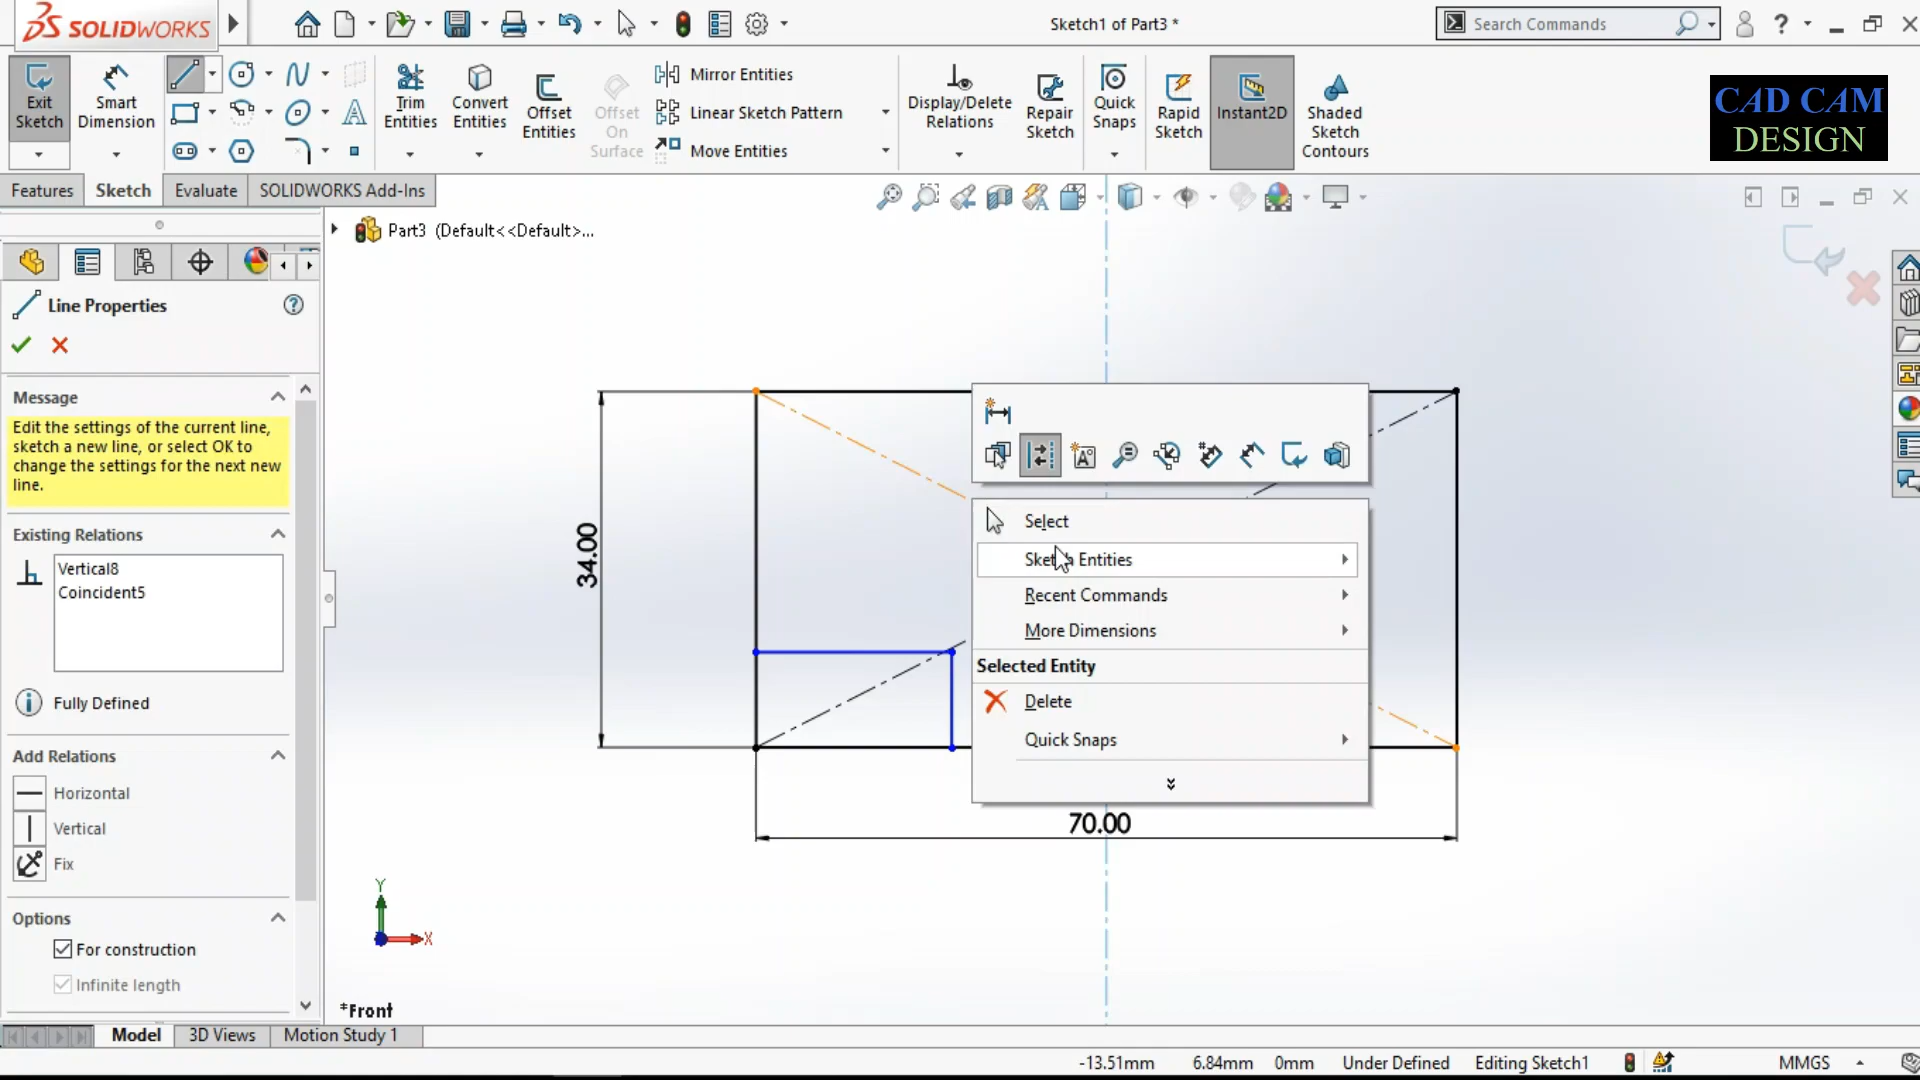 SOLIDWORKS
Sketch1 of Part3 *
Search Commands
?
Exit
Sketch
Smart
Dimension
Trim
Entities
Convert
Entities
Offset
Entities
Offset
On
Surface
Mirror Entities
Linear Sketch Pattern
Move Entities
Display/Delete
Relations
Repair
Sketch
Quick
Snaps
Rapid
Sketch
Instant2D
Shaded
Sketch
Contours
CAD CAM
DESIGN
Features
Sketch
Evaluate
SOLIDWORKS Add-Ins
Part3 (Default<<Default>...
Line Properties
?
Message
Edit the settings of the current line,
sketch a new line, or select OK to
change the settings for the next new
line.
Existing Relations
Vertical8
Coincident5
Fully Defined
Add Relations
Horizontal
Vertical
Fix
Options
For construction
Infinite length
34.00
Select
Sketch Entities
Recent Commands
More Dimensions
Selected Entity
Delete
Quick Snaps
70.00
Y
X
*Front
Model
3D Views
Motion Study 1
-13.51mm
6.84mm
0mm
Under Defined
Editing Sketch1
MMGS